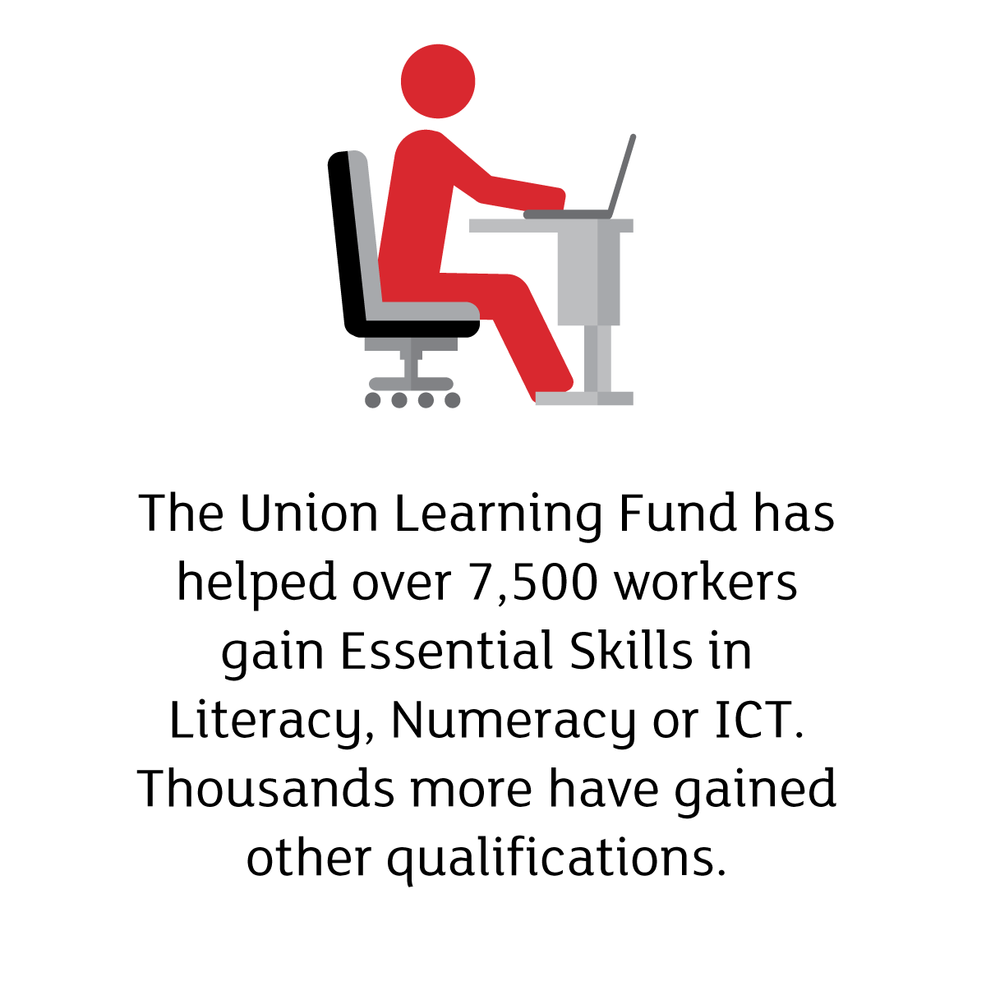 The Union Learning Fund has
helped over 7,500 workers
gain Essential Skills in
Literacy, Numeracy or ICT.
Thousands more have gained
other qualifications.